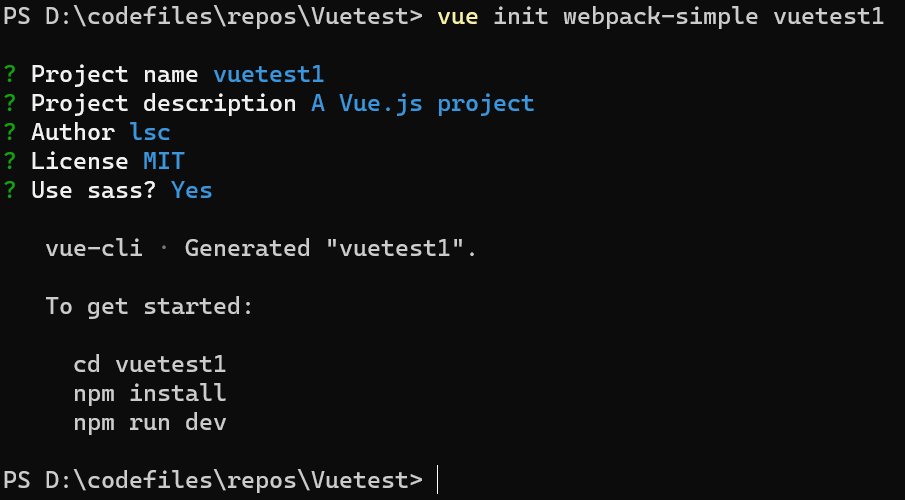 PS D:\codefiles\repos\Vuetest> vue init webpack-simple vuetest1
? Project name vuetest1
? Project description A Vue.js project
? Author lsc
? License MIT
? Use sass? Yes
vue-cli · Generated "vuetest1".
To get started:
cd vuetest1
npm install
npm run dev
PS D:\codefiles\repos\Vuetest>